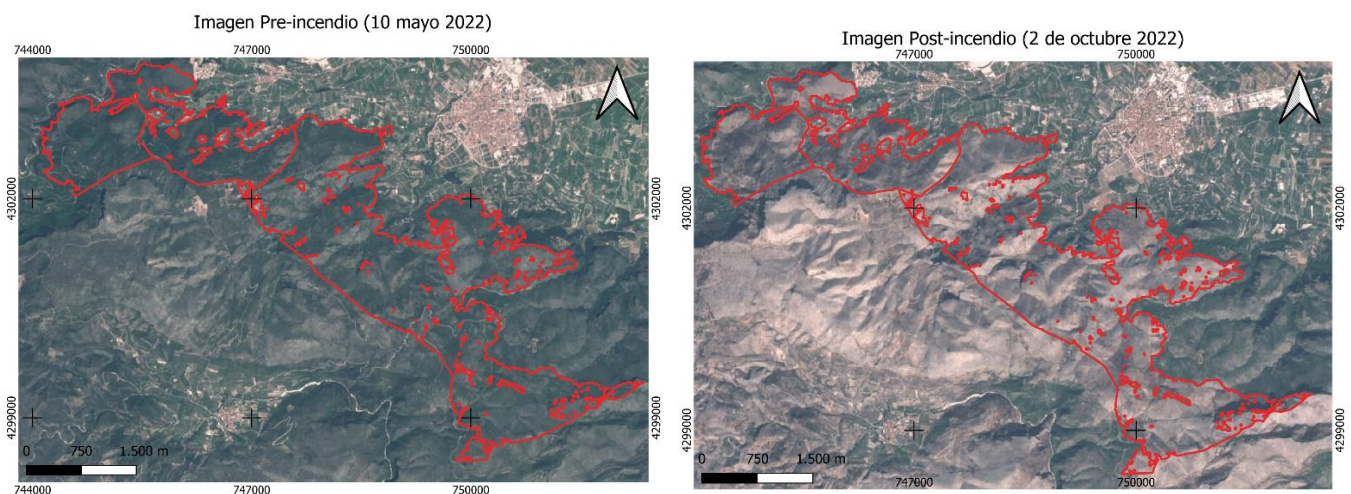 Imagen Pre-incendio (10 mayo 2022)
744000 747000 750000
4302000 4302000
4299000 4299000
0 750 1.500 m
744000 747000 750000
Imagen Post-incendio (2 de octubre 2022)
747000 750000
4302000 4302000
4299000 4299000
0 750 1.500 m
747000 750000